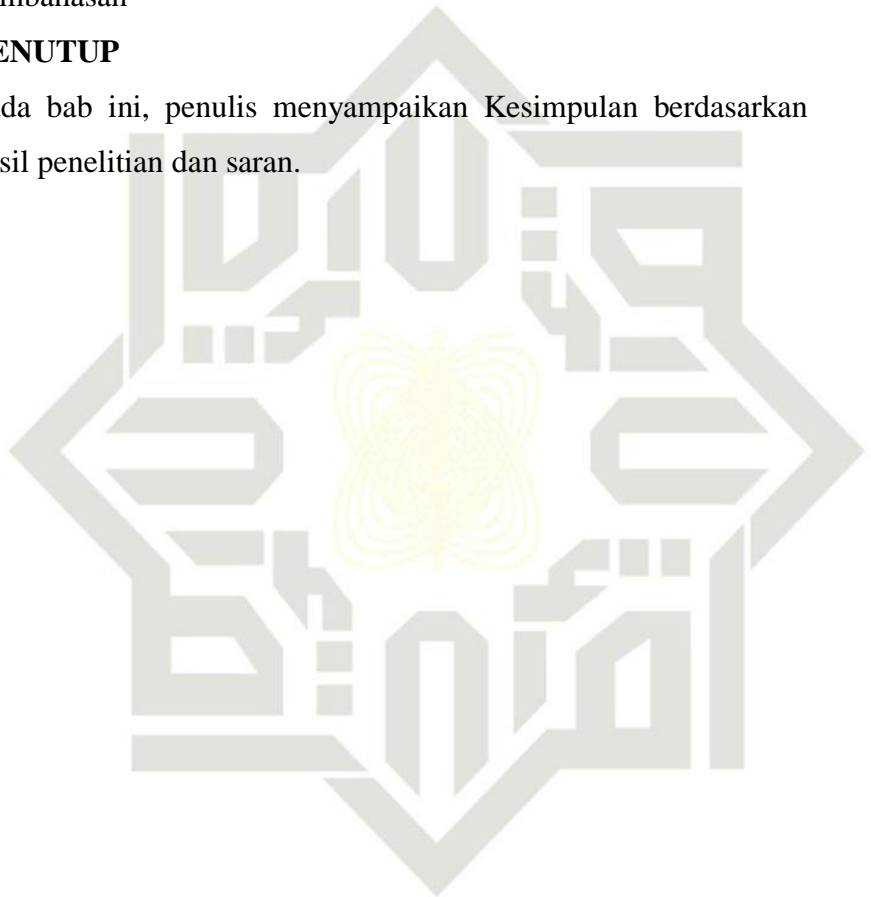 mbahasan
ENUTUP
da bab ini, penulis menyampaikan Kesimpulan berdasarkan
sil penelitian dan saran.